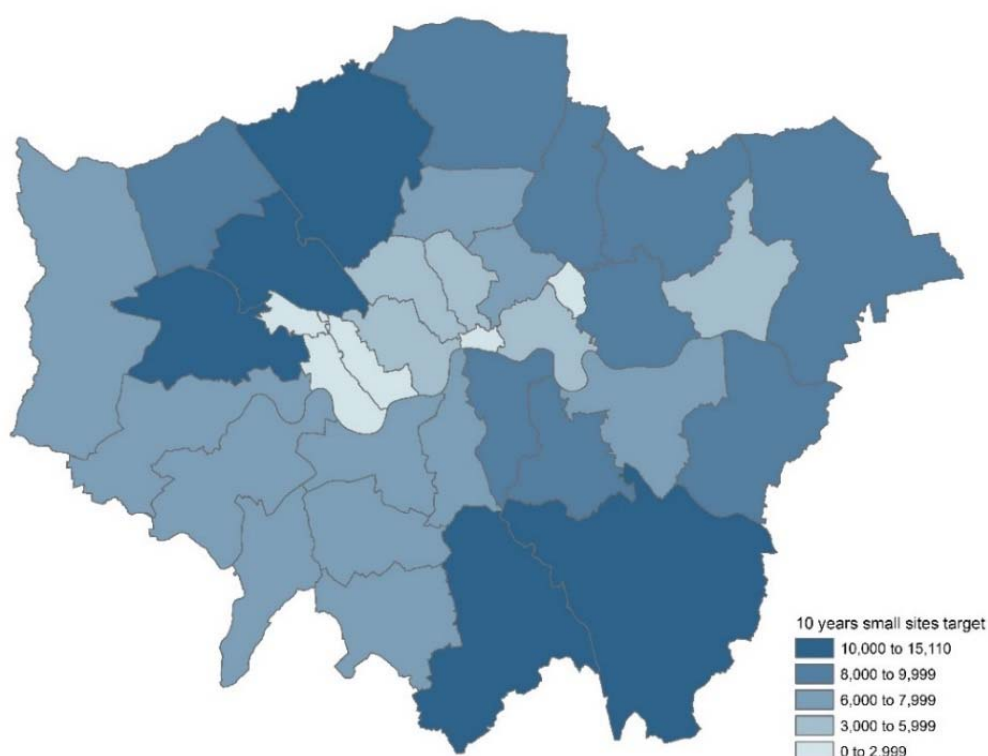 10 years small sites target
10,000 to 15,110
8,000 to 9,999
6,000 to 7,999
3,000 to 5,999
0 to 2,999